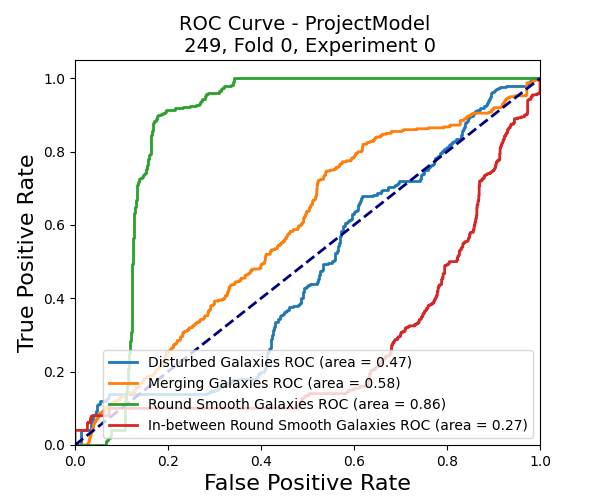 ROC Curve - ProjectModel
249, Fold 0, Experiment 0
True Positive Rate
1.0
0.8
0.6
0.4
0.2
0.0
Disturbed Galaxies ROC (area = 0.47)
Merging Galaxies ROC (area = 0.58)
Round Smooth Galaxies ROC (area = 0.86)
In-between Round Smooth Galaxies ROC (area = 0.27)
0.0 0.2 0.4 0.6 0.8 1.0
False Positive Rate